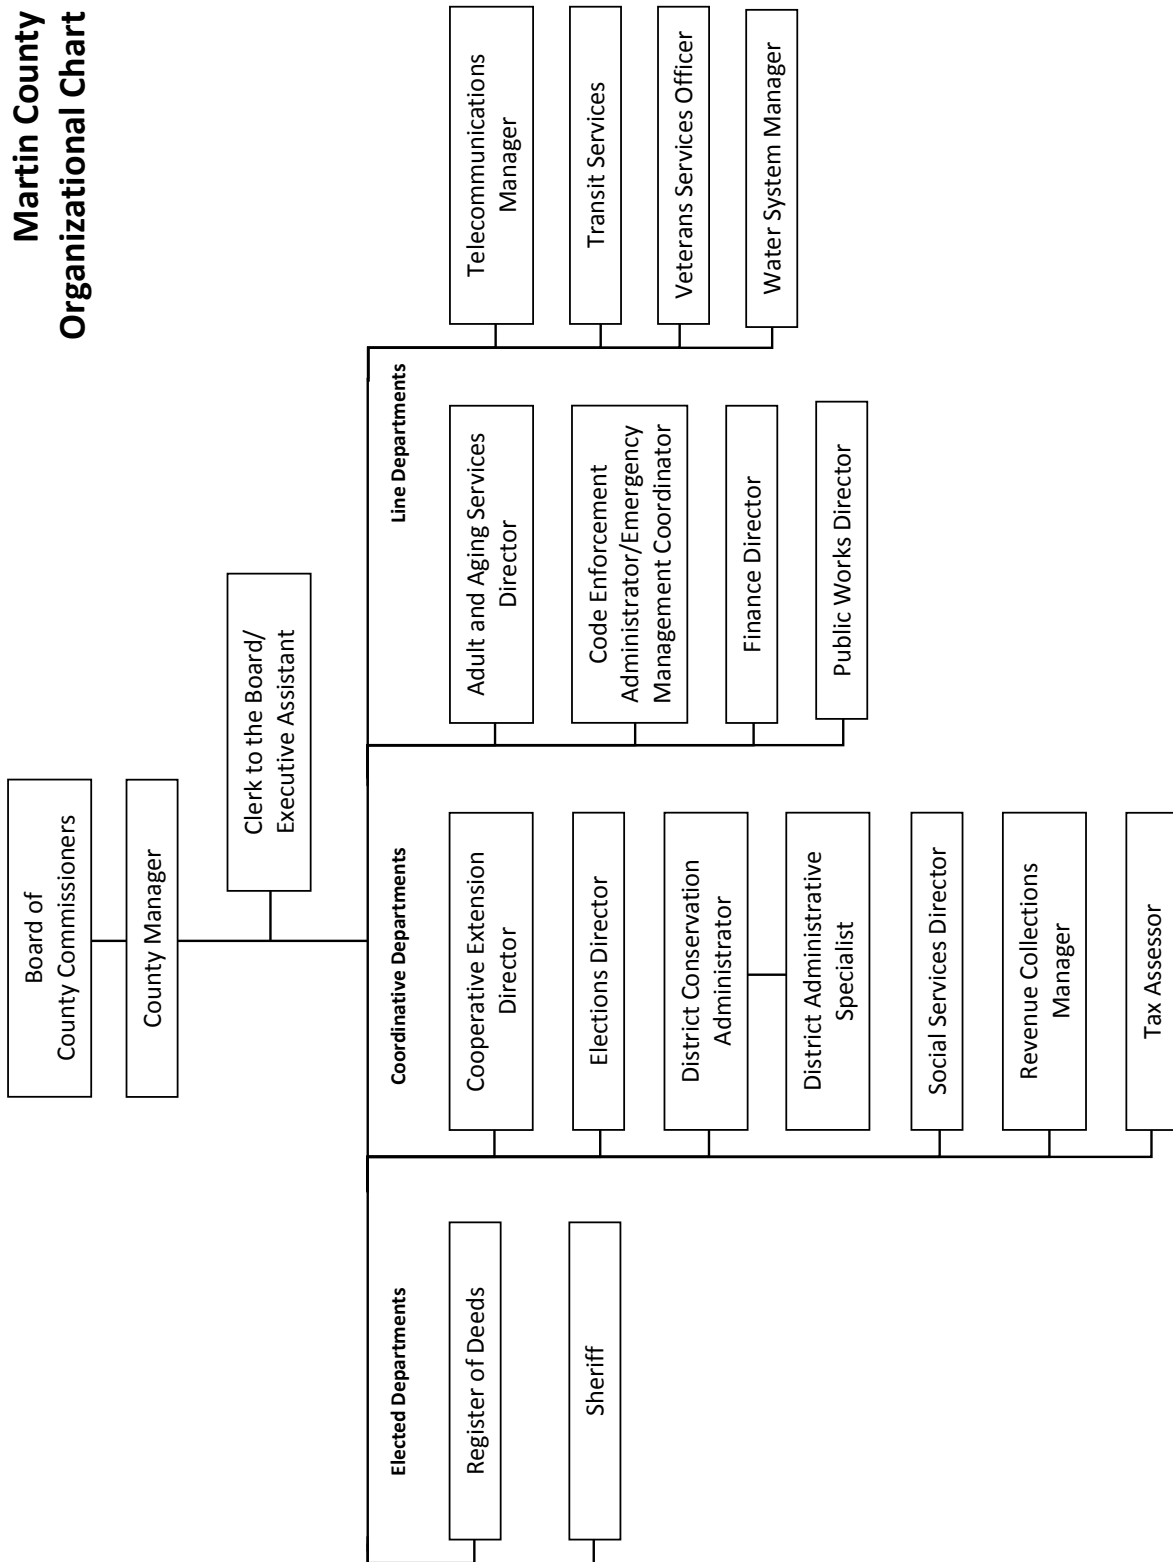 Martin County
Organizational Chart
Board of
County Commissioners
County Manager
Clerk to the Board/
Executive Assistant
Elected Departments
Register of Deeds
Sheriff
Coordinative Departments
Cooperative Extension
Director
Elections Director
District Conservation
Administrator
District Administrative
Specialist
Social Services Director
Revenue Collections
Manager
Tax Assessor
Line Departments
Adult and Aging Services
Director
Code Enforcement
Administrator/Emergency
Management Coordinator
Finance Director
Public Works Director
Telecommunications
Manager
Transit Services
Veterans Services Officer
Water System Manager